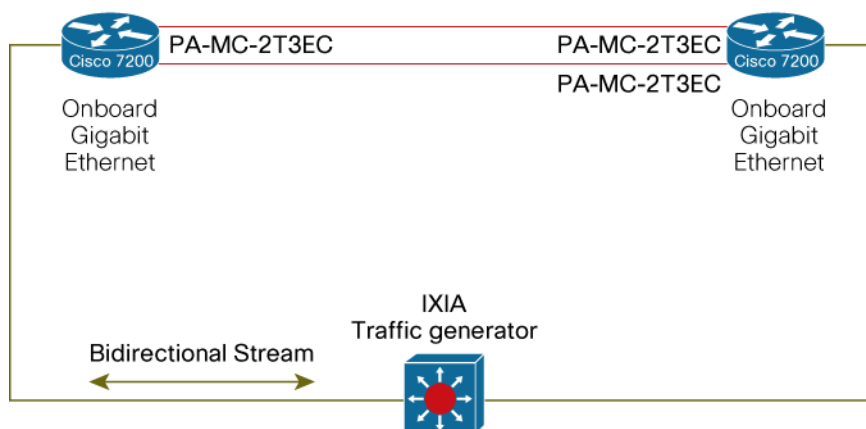 PA-MC-2T3EC
PA-MC-2T3EC
Cisco 7200
Cisco 7200
PA-MC-2T3EC
Onboard
Gigabit
Ethernet
Onboard
Gigabit
Ethernet
IXIA
Traffic generator
Bidirectional Stream